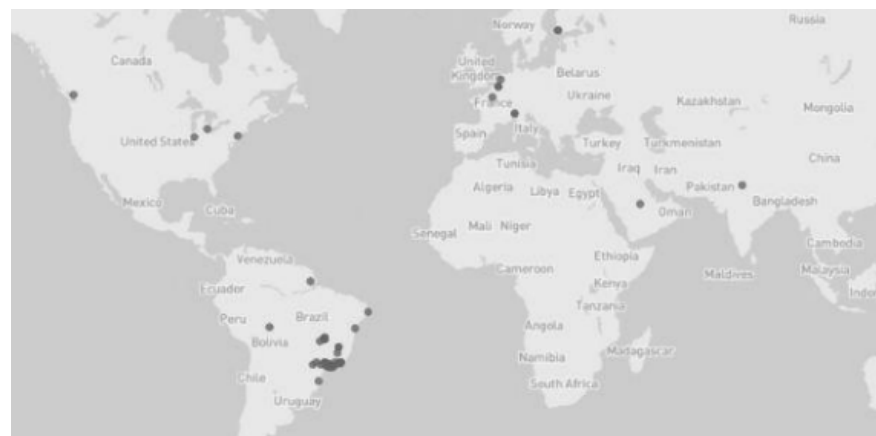 Norway
Russia
Canada
United
Kingdom
Belarus
France
Ukraine
Kazakhstan
Mongolia
Spain
Italy
United States
Turkey
Turkmenistan
China
Tunisia
Iraq
Iran
Algeria
Libya
Egypt
Pakistan
Mexico
Cuba
Oman
Bangladesh
Senegal
Mali
Niger
Cambodia
Venezuela
Cameroon
Ethiopia
Maldives
Malaysia
Ecuador
Kenya
Indon
Peru
Brazil
Tanzania
Bolivia
Angola
Namibia
Madagascar
Chile
South Africa
Uruguay